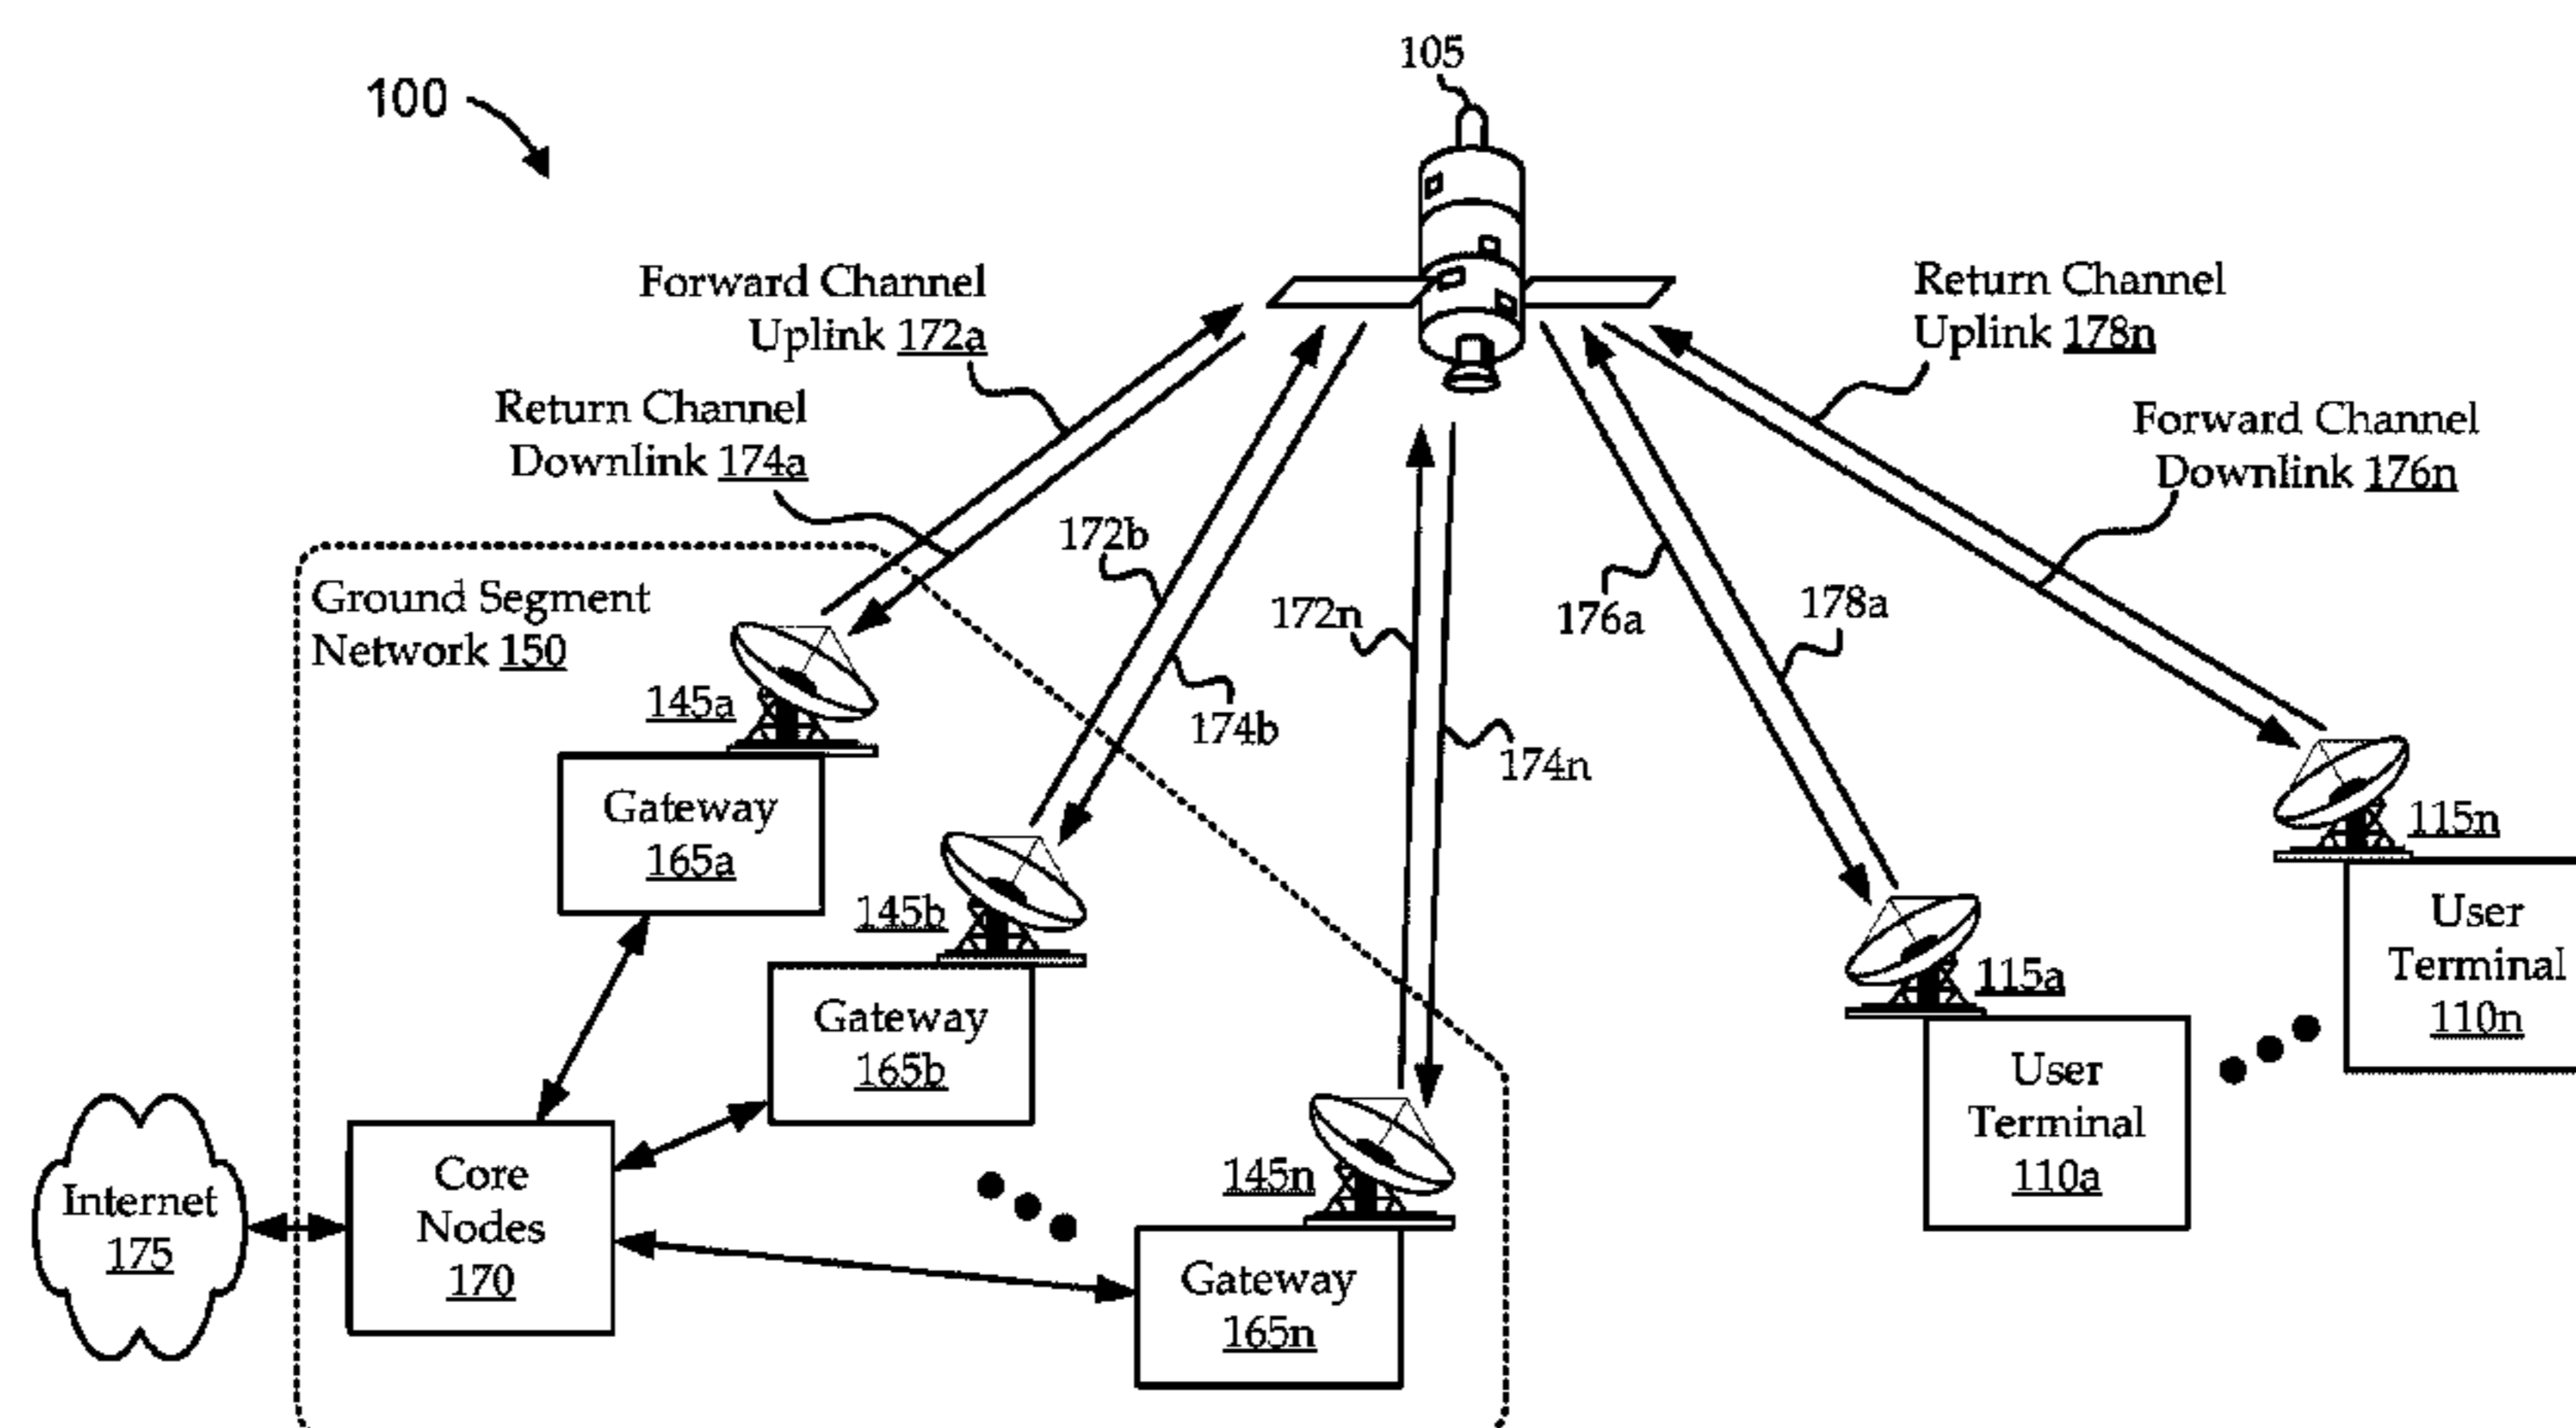 105
100
Forward Channel
Uplink 172a
Return Channel
Uplink 178n
Return Channel
Downlink 174a
Forward Channel
Downlink 176n
172b
Ground Segment
Network 150
172n
176a
178a
145a
174b
174n
Gateway
165a
115n
145b
User
Terminal
110n
115a
Gateway
165b
User
Terminal
110a
Internet
175
Core
Nodes
170
145n
Gateway
165n